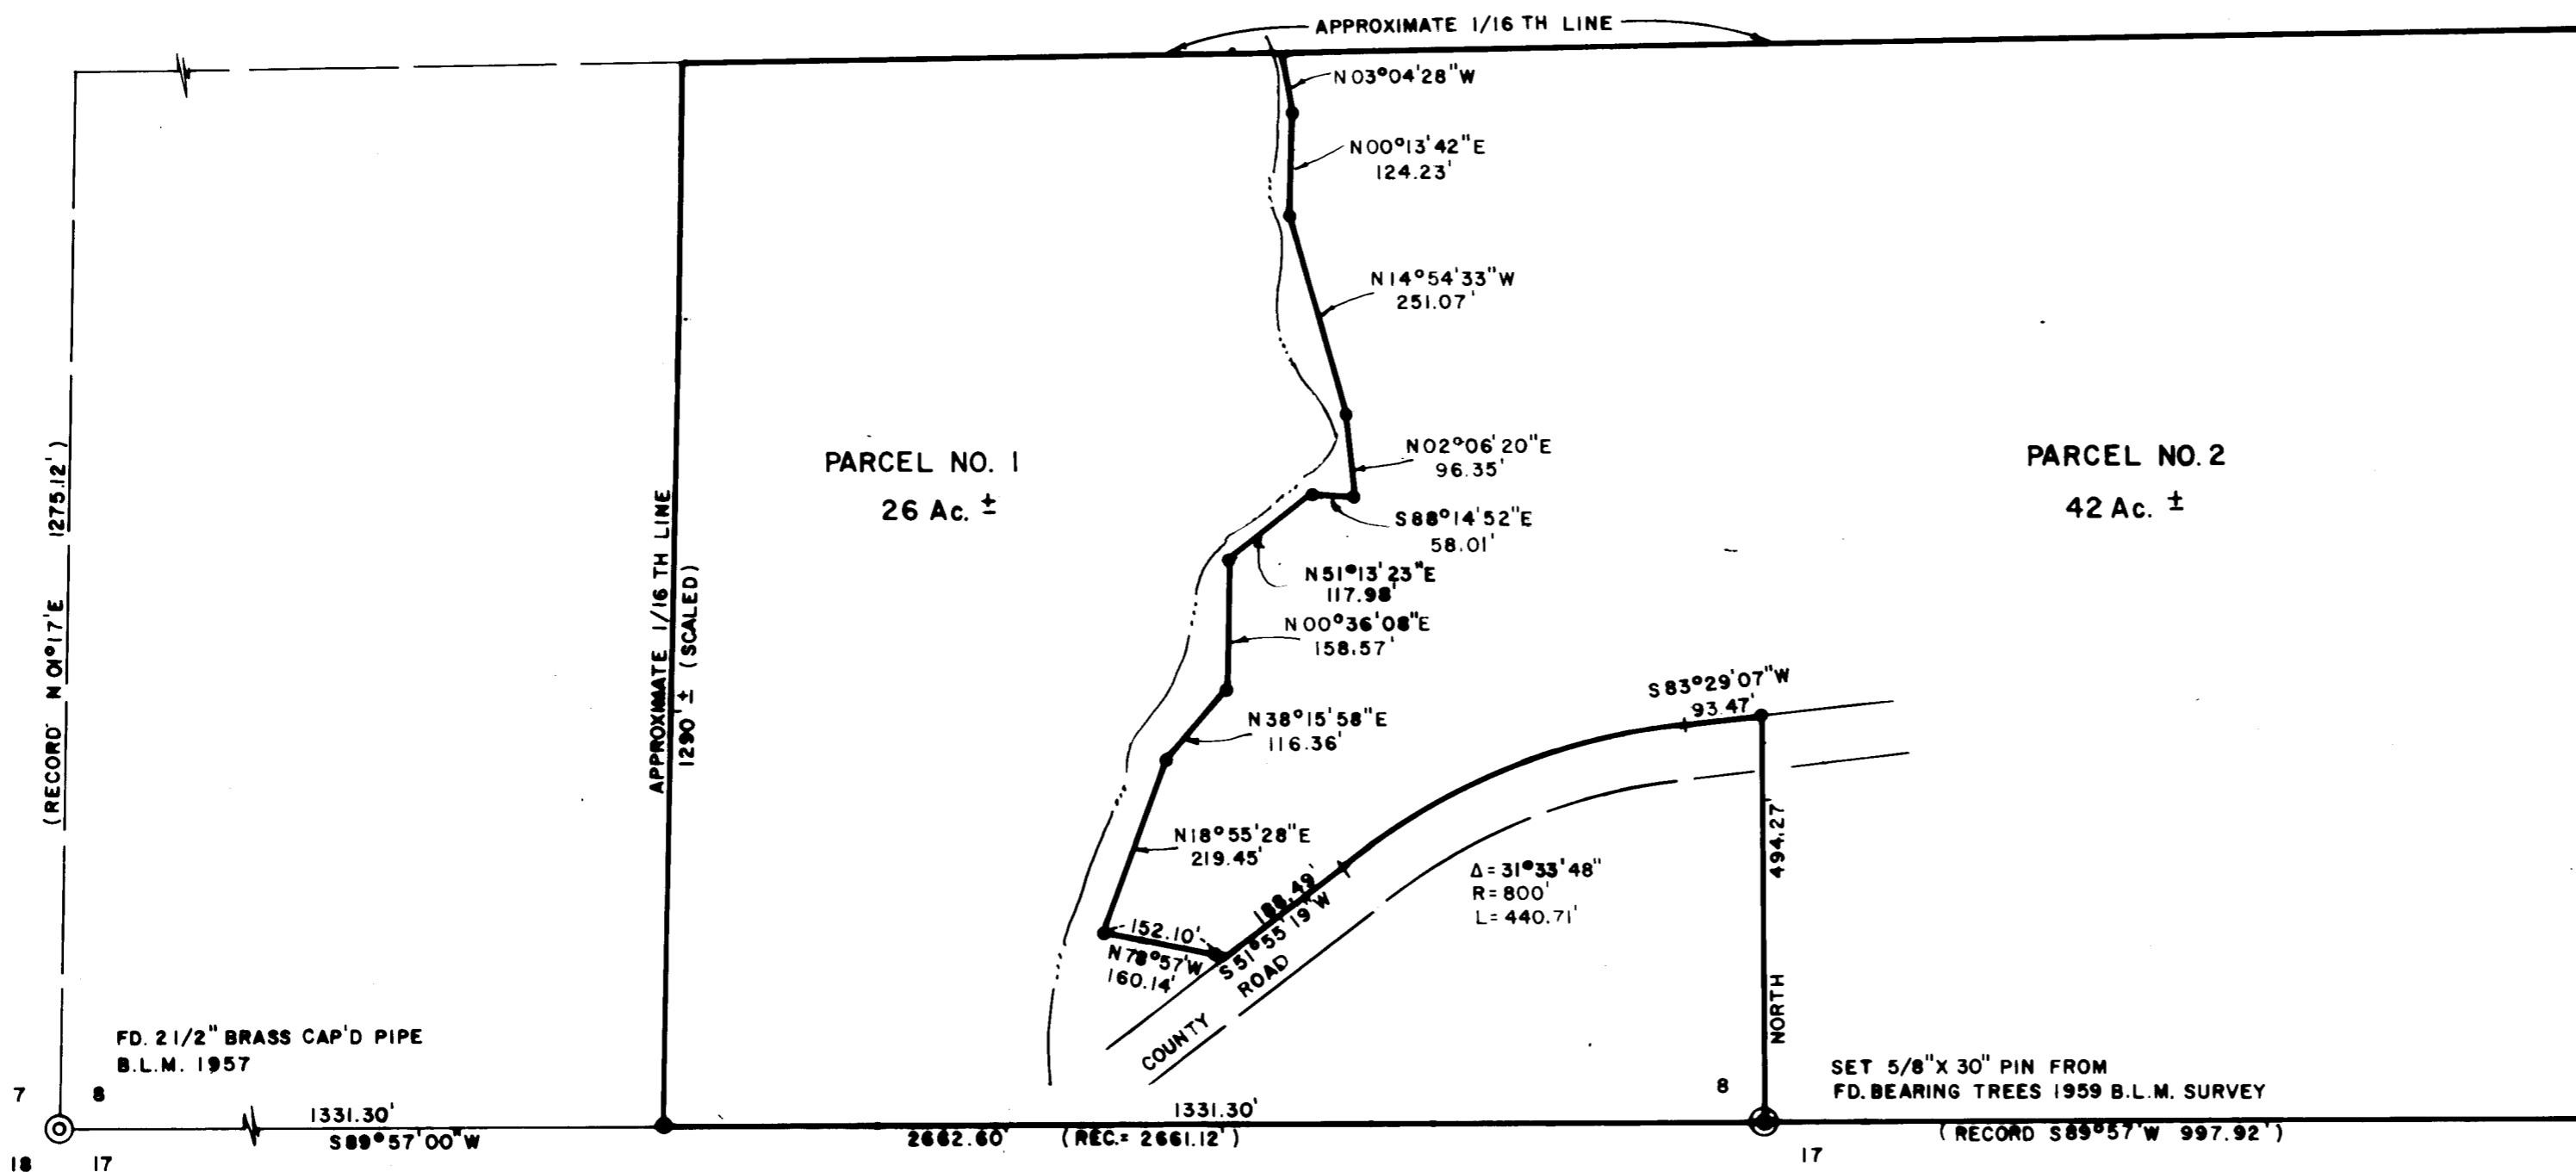 APPROXIMATE 1/16 TH LINE
N03°04'28"W
N00°13'42"E
124.23'
N14°54'33"W
251.07'
N02°06'20"E
96.35'
S88°14'52"E
58.01'
N51°13'23"E
117.98'
N00°36'08"E
158.57'
N38°15'58"E
116.36'
N18°55'28"E
219.45'
152.10'
N78°57'W
160.14'
PARCEL NO. 1
26 Ac. ±
PARCEL NO. 2
42 Ac. ±
(RECORD N01°17'E 1275.12')
APPROXIMATE 1/16 TH LINE
1290' ± (SCALED)
S83°29'07"W
93.47'
188.49'
S51°55'19"W
COUNTY ROAD
Δ=31°33'48"
R=800'
L=440.71'
494.27'
NORTH
FD. 2 1/2" BRASS CAP'D PIPE
B.L.M. 1957
SET 5/8" X 30" PIN FROM
FD. BEARING TREES 1959 B.L.M. SURVEY
7 8
18 17
8
17
1331.30'
S89°57'00"W
1331.30'
2662.60' (REC.= 2661.12')
(RECORD S89°57'W 997.92')